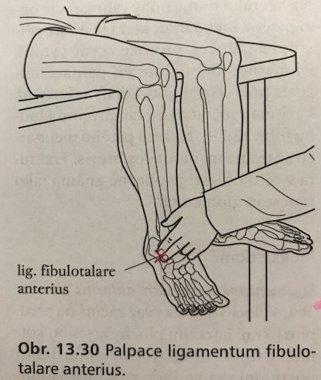 lig. fibulotalare
anterius
Obr. 13.30 Palpace ligamentum fibulo-
talare anterius.